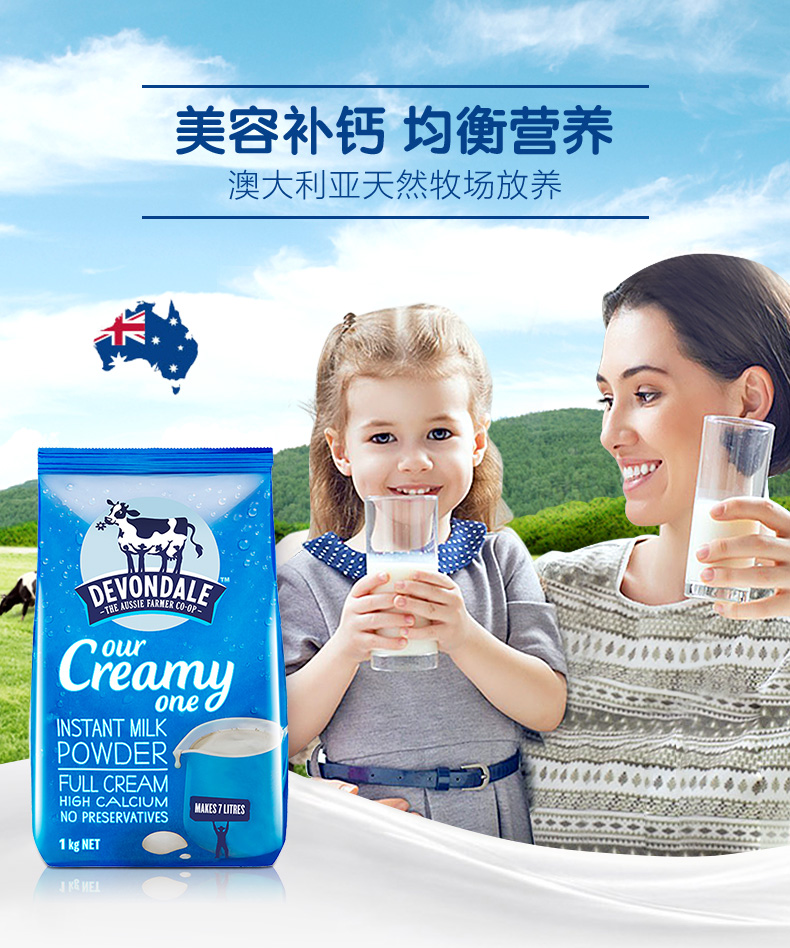 美容补钙 均衡营养
澳大利亚天然牧场放养
DEVONDALE™
-THE AUSSIE FARMER CO-OP-
our
Creamy
one
INSTANT MILK
POWDER
FULL CREAM
HIGH CALCIUM
NO PRESERVATIVES
MAKES 7 LITRES
1 kg NET